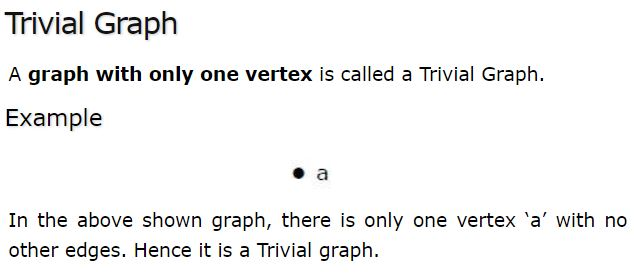 Trivial Graph
A graph with only one vertex is called a Trivial Graph.
Example
a
In the above shown graph, there is only one vertex ‘a’ with no
other edges. Hence it is a Trivial graph.